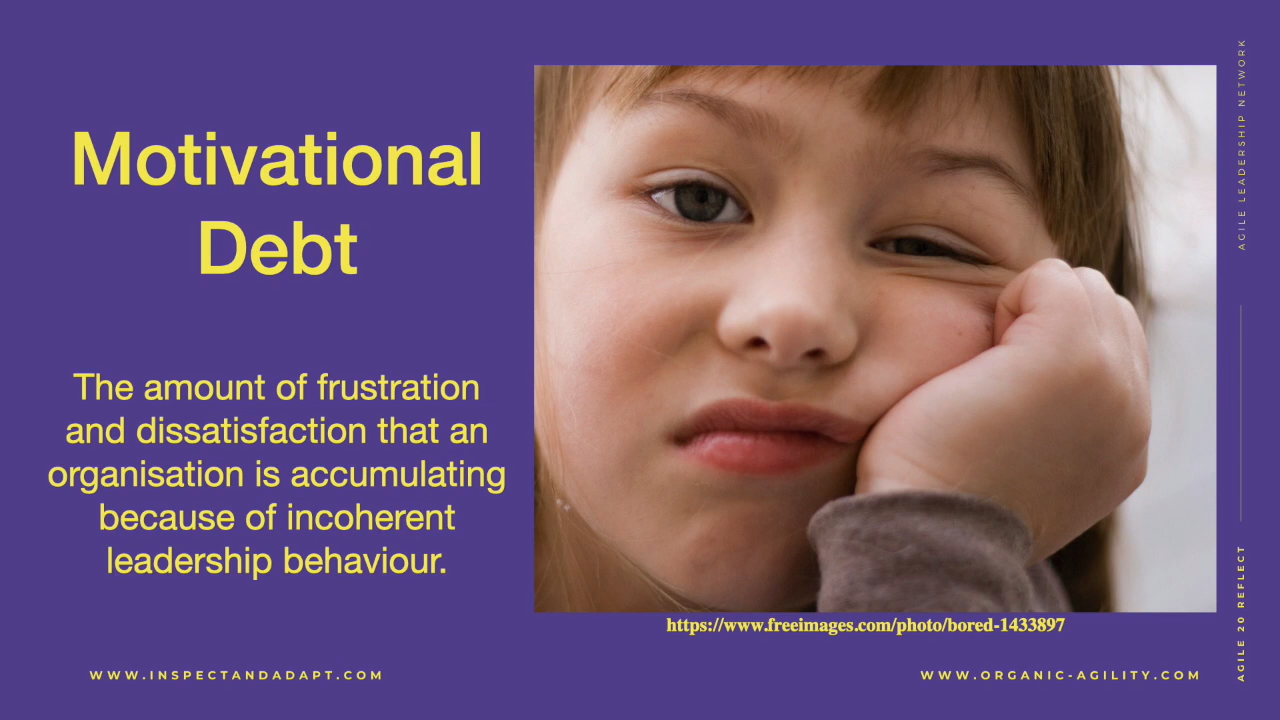 Motivational
Debt
The amount of frustration
and dissatisfaction that an
organisation is accumulating
because of incoherent
leadership behaviour.
https://www.freeimages.com/photo/bored-1433897
WWW.INSPECTANDADAPT.COM
WWW.ORGANIC-AGILITY.COM
AGILE LEADERSHIP NETWORK
AGILE 20 REFLECT